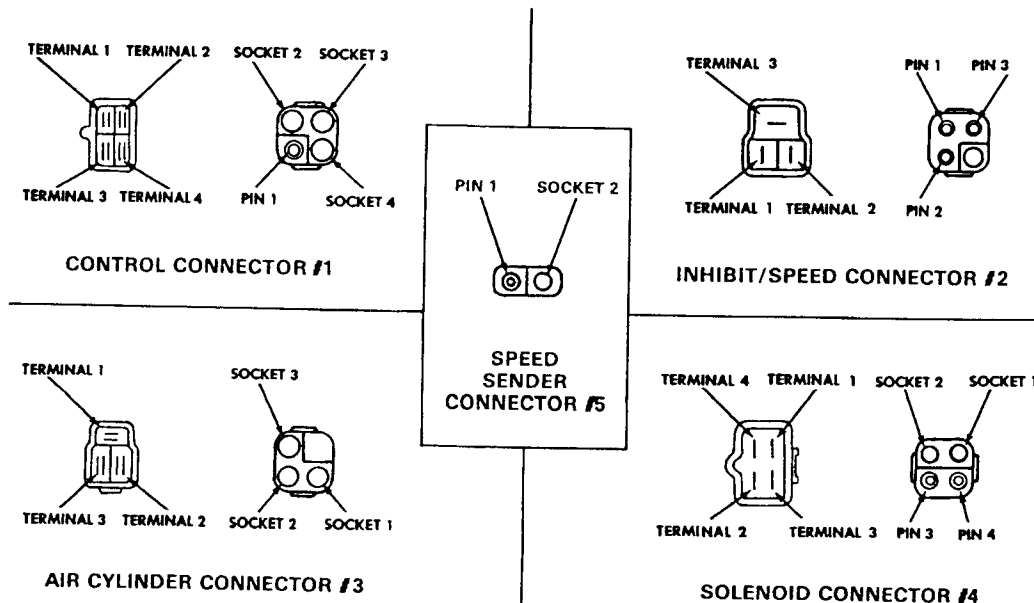 TERMINAL 1 TERMINAL 2 SOCKET 2 SOCKET 3
TERMINAL 3 TERMINAL 4 PIN 1 SOCKET 4
CONTROL CONNECTOR #1
TERMINAL 3 PIN 1 PIN 3
TERMINAL 1 TERMINAL 2 PIN 2
INHIBIT/SPEED CONNECTOR #2
PIN 1 SOCKET 2
SPEED
SENDER
CONNECTOR #5
TERMINAL 1 SOCKET 3
TERMINAL 3 TERMINAL 2 SOCKET 2 SOCKET 1
AIR CYLINDER CONNECTOR #3
TERMINAL 4 TERMINAL 1 SOCKET 2 SOCKET 1
TERMINAL 2 TERMINAL 3 PIN 3 PIN 4
SOLENOID CONNECTOR #4